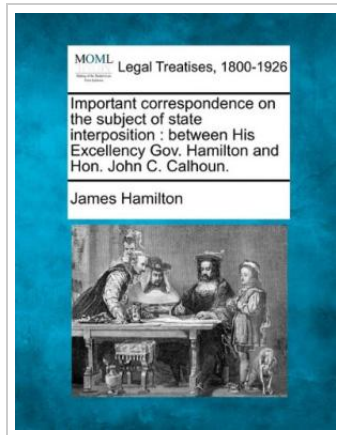 MOML
Legal Treatises, 1800-1926
Important correspondence on
the subject of state
interposition : between His
Excellency Gov. Hamilton and
Hon. John C. Calhoun.
James Hamilton